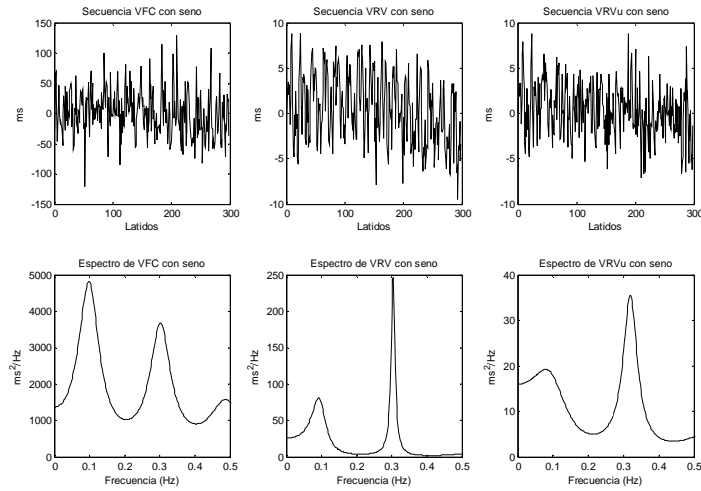 Secuencia VFC con seno
150
100
50
0
-50
-100
-150
ms
0 100 200 300
Latidos
Secuencia VRV con seno
10
5
0
-5
-10
ms
0 100 200 300
Latidos
Secuencia VRVu con seno
10
5
0
-5
-10
ms
0 100 200 300
Latidos
Espectro de VFC con seno
5000
4000
3000
2000
1000
0
ms²/Hz
0 0.1 0.2 0.3 0.4 0.5
Frecuencia (Hz)
Espectro de VRV con seno
250
200
150
100
50
0
ms²/Hz
0 0.1 0.2 0.3 0.4 0.5
Frecuencia (Hz)
Espectro de VRVu con seno
40
30
20
10
0
ms²/Hz
0 0.1 0.2 0.3 0.4 0.5
Frecuencia (Hz)